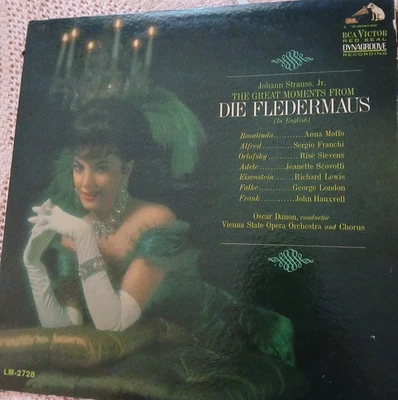 RCA VICTOR
RED SEAL
DYNAGROOVE
RECORDING
Johann Strauss, Jr.
THE GREAT MOMENTS FROM
DIE FLEDERMAUS
(In English)
Rosalinda...........Anna Moffo
Alfred...........Sergio Franchi
Orlofsky...........Risë Stevens
Adele........Jeanette Scovotti
Eisenstein.......Richard Lewis
Falke..........George London
Frank..........John Hauxvell
Oscar Danon, conductor
Vienna State Opera Orchestra and Chorus
LM-2728